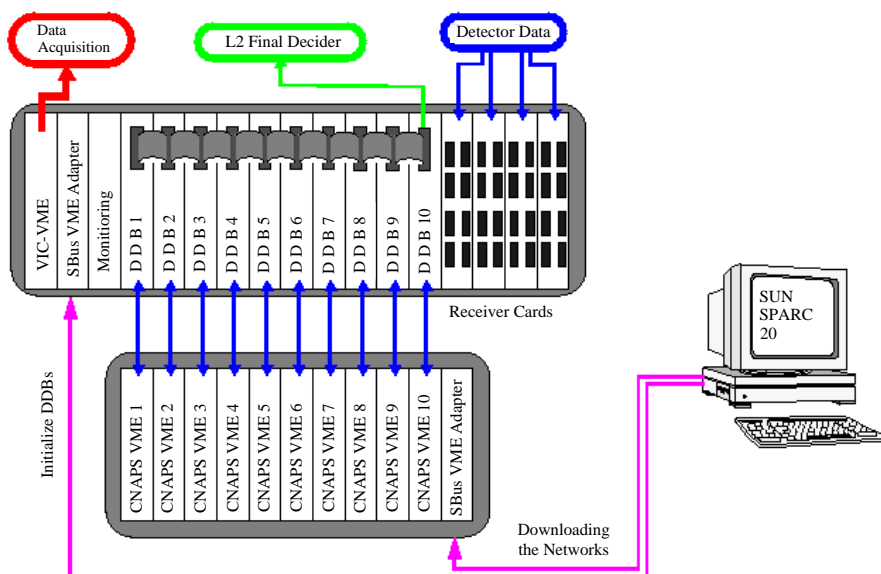 Data
Acquisition
L2 Final Decider
Detector Data
VIC-VME
SBus VME Adapter
Monitioring
D D B 1
D D B 2
D D B 3
D D B 4
D D B 5
D D B 6
D D B 7
D D B 8
D D B 9
D D B 10
Receiver Cards
SUN
SPARC
20
Initialize DDBs
CNAPS VME 1
CNAPS VME 2
CNAPS VME 3
CNAPS VME 4
CNAPS VME 5
CNAPS VME 6
CNAPS VME 7
CNAPS VME 8
CNAPS VME 9
CNAPS VME 10
SBus VME Adapter
Downloading
the Networks